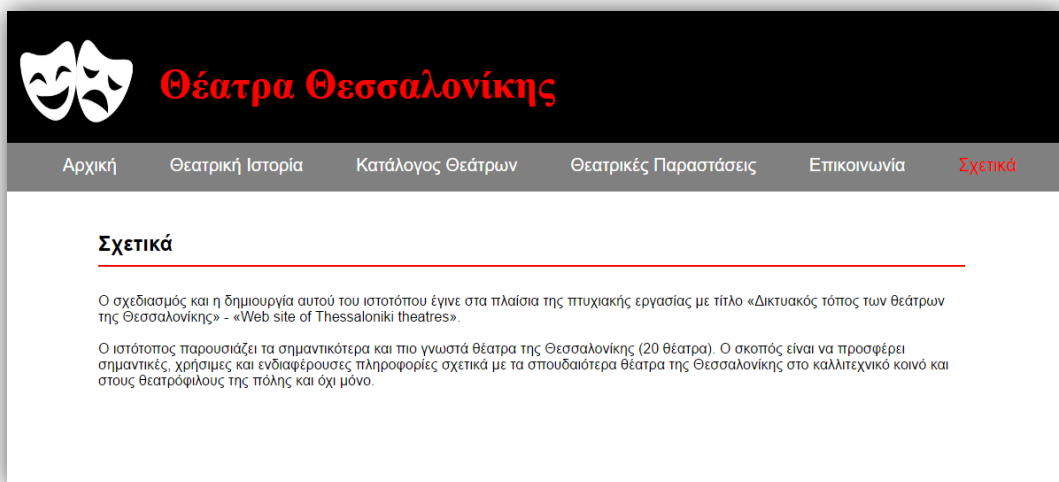 Θέατρα Θεσσαλονίκης
Αρχική Θεατρική Ιστορία Κατάλογος Θεάτρων Θεατρικές Παραστάσεις Επικοινωνία Σχετικά
Σχετικά
Ο σχεδιασμός και η δημιουργία αυτού του ιστοτόπου έγινε στα πλαίσια της πτυχιακής εργασίας με τίτλο «Δικτυακός τόπος των θεάτρων
της Θεσσαλονίκης» - «Web site of Thessaloniki theatres».
Ο ιστότοπος παρουσιάζει τα σημαντικότερα και πιο γνωστά θέατρα της Θεσσαλονίκης (20 θέατρα). Ο σκοπός είναι να προσφέρει
σημαντικές, χρήσιμες και ενδιαφέρουσες πληροφορίες σχετικά με τα σπουδαιότερα θέατρα της Θεσσαλονίκης στο καλλιτεχνικό κοινό και
στους θεατρόφιλους της πόλης και όχι μόνο.